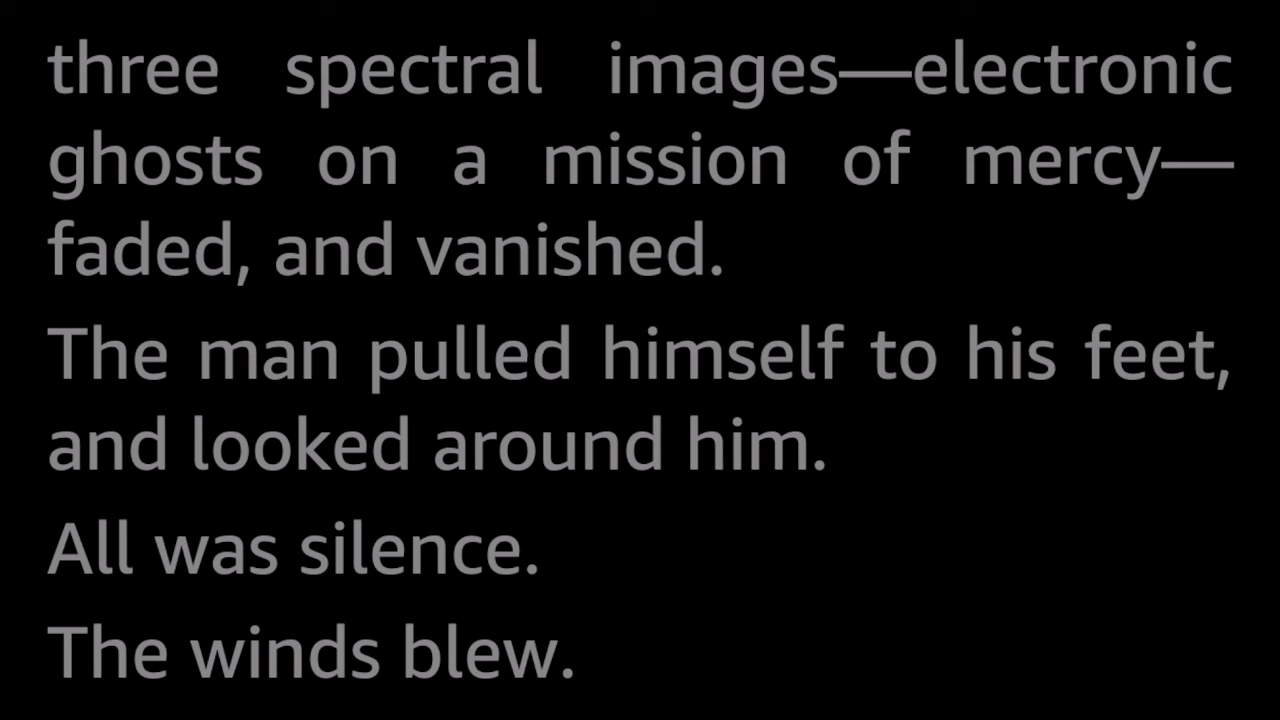 three spectral images—electronic
ghosts on a mission of mercy—
faded, and vanished.
The man pulled himself to his feet,
and looked around him.
All was silence.
The winds blew.